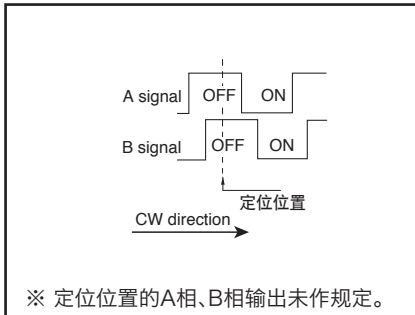 A signal OFF ON
B signal OFF ON
定位位置
CW direction
※ 定位位置的A相、B相输出未作规定。